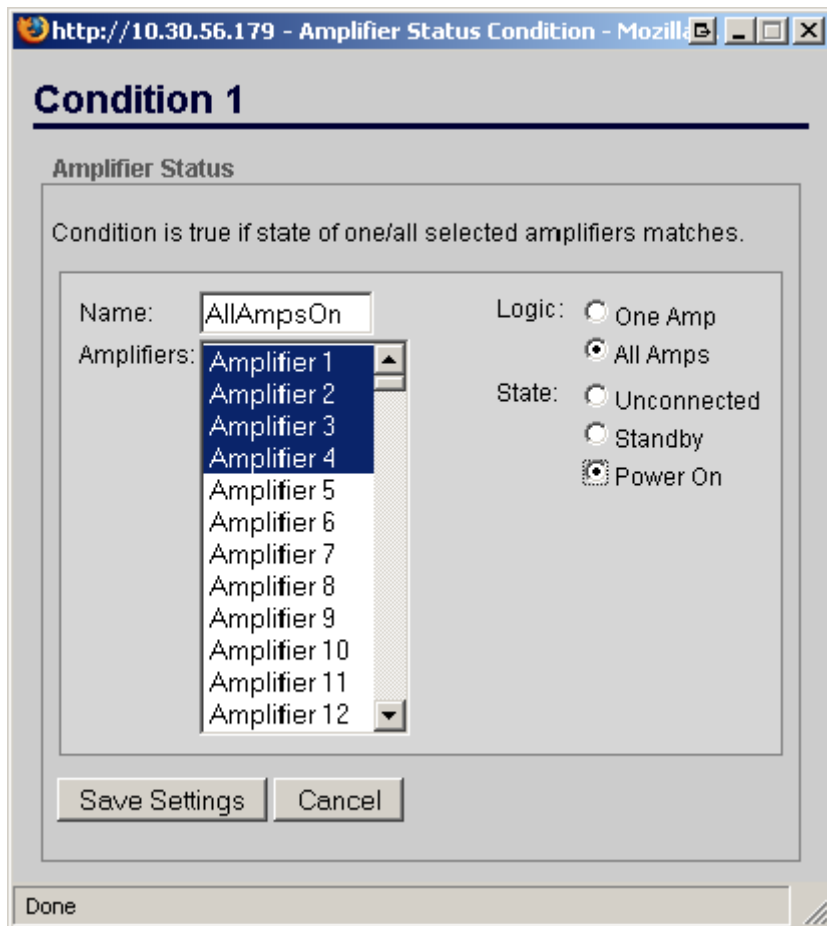 http://10.30.56.179 - Amplifier Status Condition - Mozill
Condition 1
Amplifier Status
Condition is true if state of one/all selected amplifiers matches.
Name: AllAmpsOn
Logic: One Amp
All Amps
Amplifiers:
Amplifier 1
Amplifier 2
Amplifier 3
Amplifier 4
Amplifier 5
Amplifier 6
Amplifier 7
Amplifier 8
Amplifier 9
Amplifier 10
Amplifier 11
Amplifier 12
State: Unconnected
Standby
Power On
Save Settings Cancel
Done